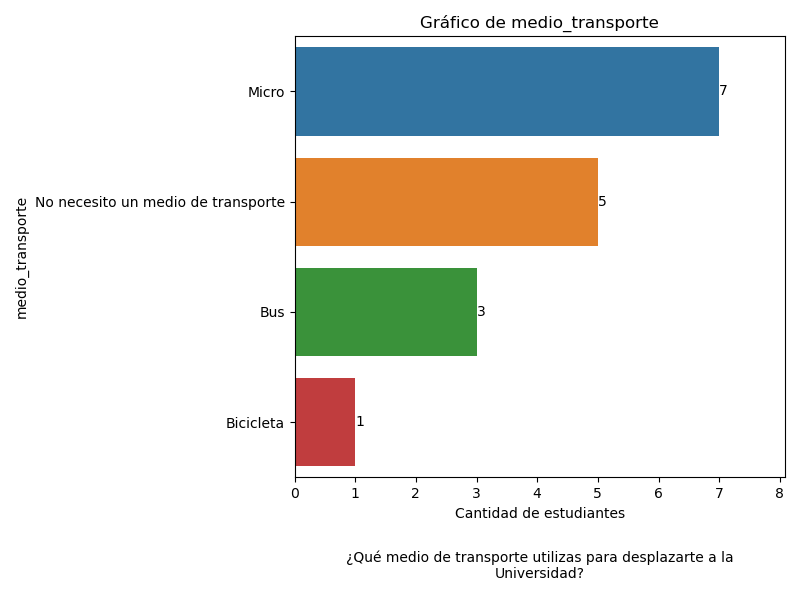 Gráfico de medio_transporte
medio_transporte
Micro
7
No necesito un medio de transporte
5
Bus
3
Bicicleta
1
0 1 2 3 4 5 6 7 8
Cantidad de estudiantes
¿Qué medio de transporte utilizas para desplazarte a la
Universidad?